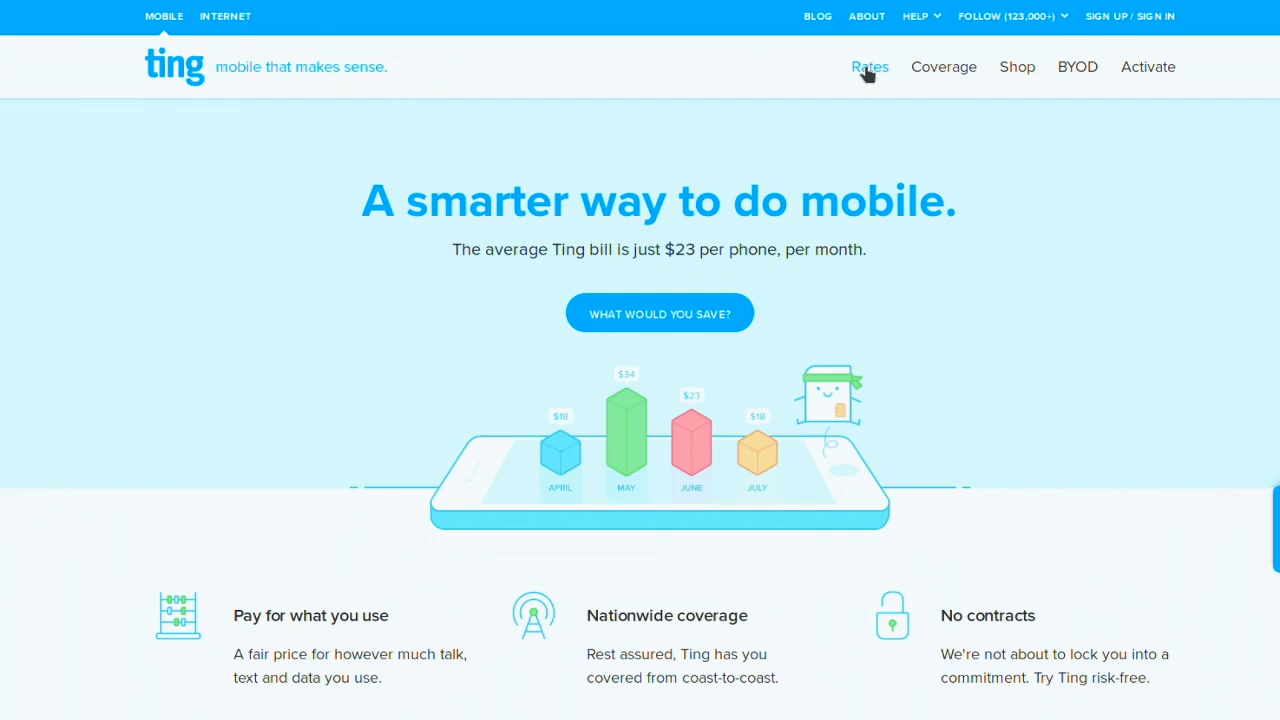 MOBILE INTERNET BLOG ABOUT HELP FOLLOW (123,000+) SIGN UP / SIGN IN
ting mobile that makes sense. Rates Coverage Shop BYOD Activate
A smarter way to do mobile.
The average Ting bill is just $23 per phone, per month.
WHAT WOULD YOU SAVE?
$34
$23
$18 $18
APRIL MAY JUNE JULY
Pay for what you use
A fair price for however much talk,
text and data you use.
Nationwide coverage
Rest assured, Ting has you
covered from coast-to-coast.
No contracts
We're not about to lock you into a
commitment. Try Ting risk-free.